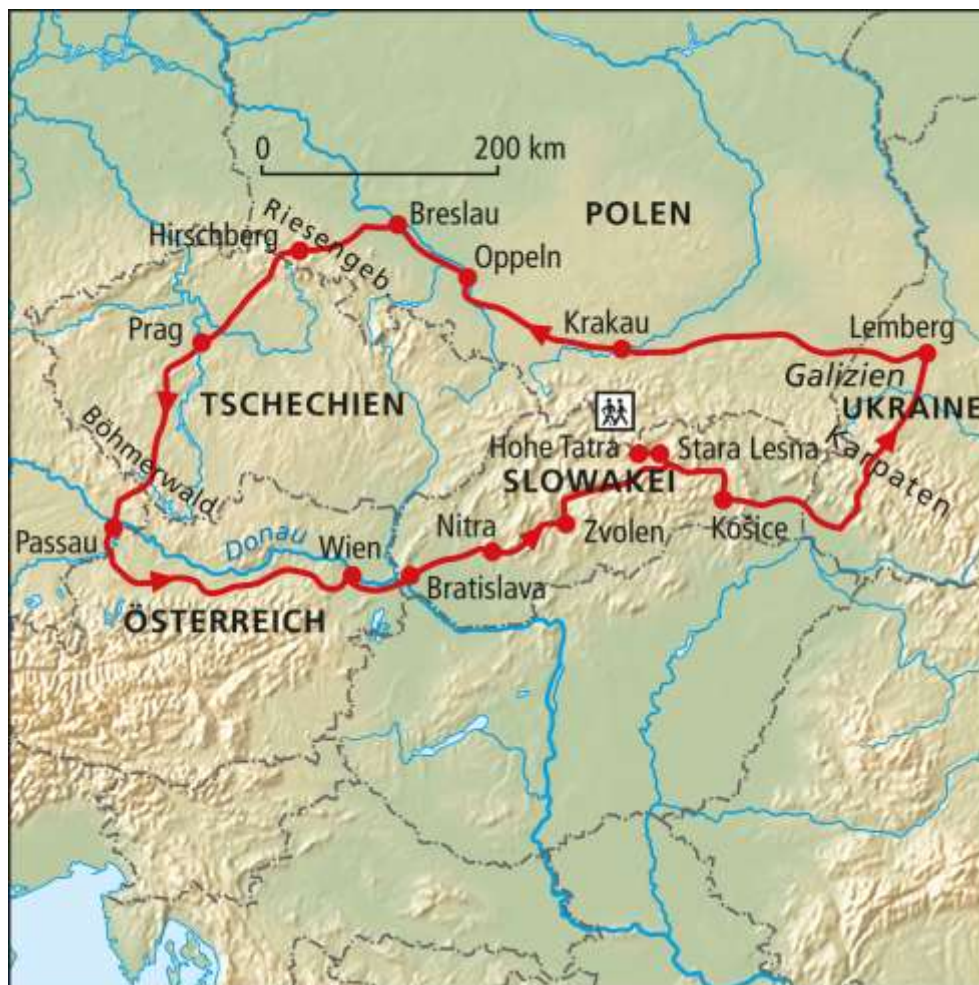 0 200 km
POLEN
Breslau
Riesengeb.
Hirschberg
Oppeln
Prag
Krakau
Lemberg
Galizien
UKRAINE
TSCHECHIEN
Karpaten
Böhmerwald
Hohe Tatra
Stara Lesna
SLOWAKEI
Košice
Zvolen
Nitra
Passau
Donau
Wien
Bratislava
ÖSTERREICH